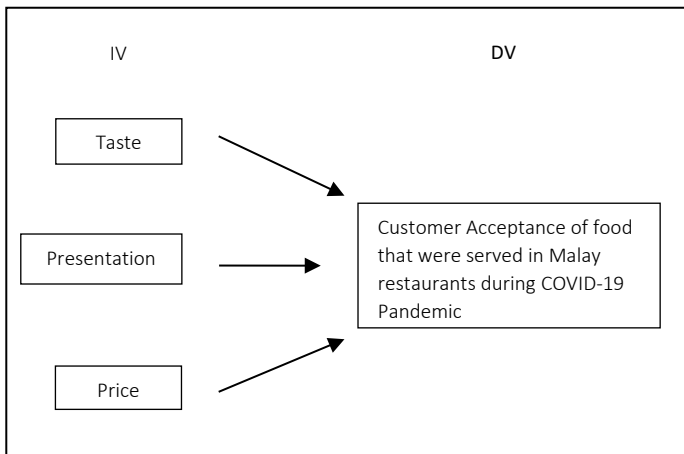 IV
DV
Taste
Presentation
Price
Customer Acceptance of food
that were served in Malay
restaurants during COVID-19
Pandemic